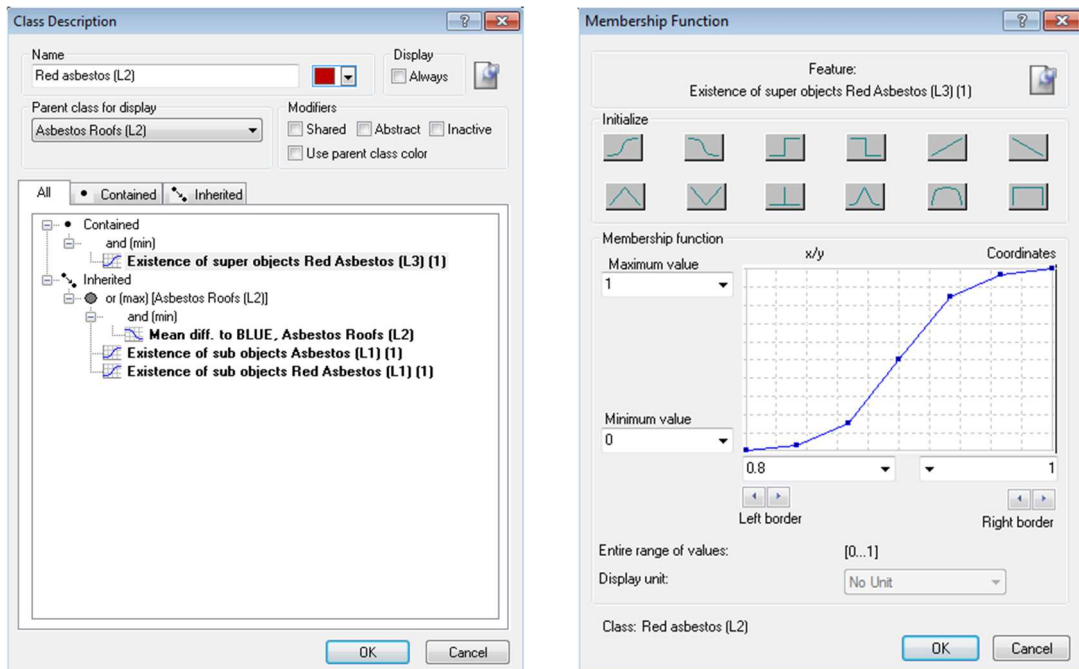 Class Description
Name
Red asbestos (L2)
Display
Always
Parent class for display
Asbestos Roofs (L2)
Modifiers
Shared Abstract Inactive
Use parent class color
All Contained Inherited
Contained
and (min)
Existence of super objects Red Asbestos (L3) (1)
Inherited
or (max) [Asbestos Roofs (L2)]
and (min)
Mean diff. to BLUE, Asbestos Roofs (L2)
Existence of sub objects Asbestos (L1) (1)
Existence of sub objects Red Asbestos (L1) (1)
OK Cancel
Membership Function
Feature:
Existence of super objects Red Asbestos (L3) (1)
Initialize
Membership function
x/y Coordinates
Maximum value
1
Minimum value
0
0.8 1
Left border Right border
Entire range of values: [0...1]
Display unit: No Unit
Class: Red asbestos (L2)
OK Cancel